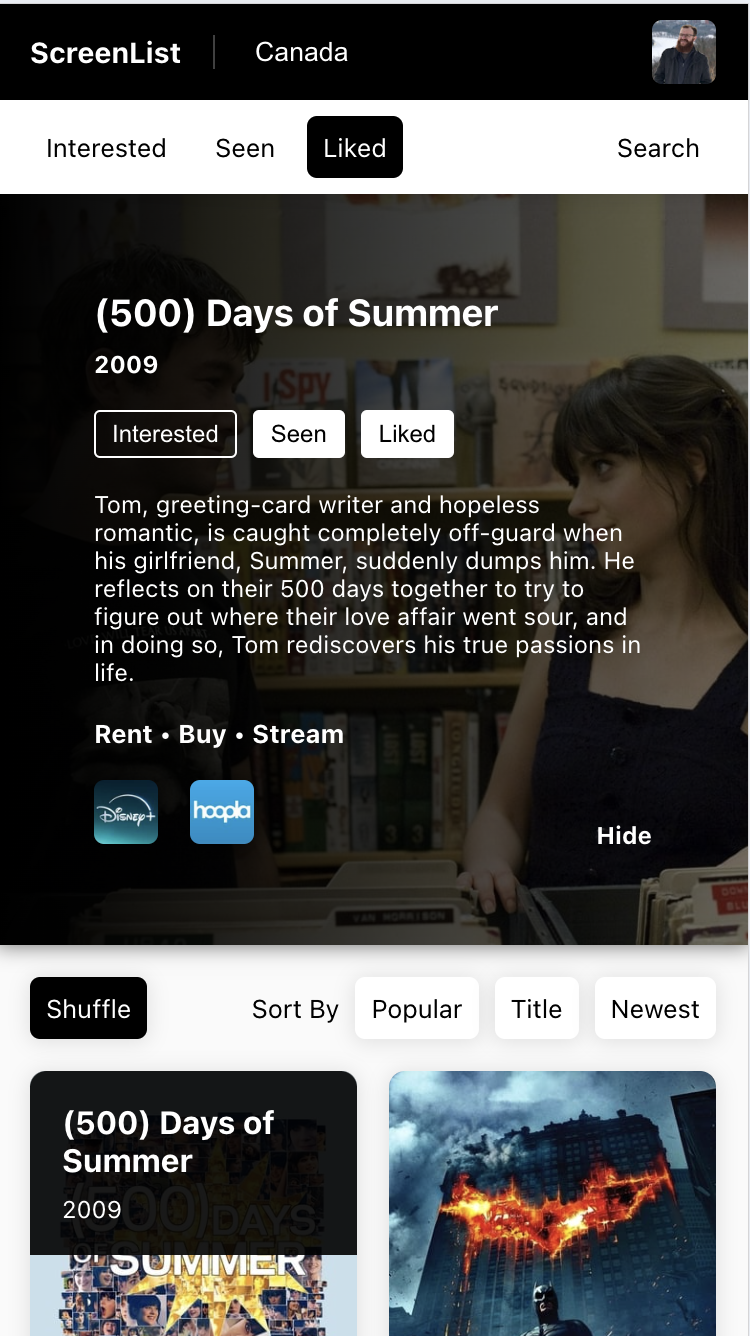 ScreenList
Canada
Interested
Seen
Liked
Search
(500) Days of Summer
2009
Interested
Seen
Liked
Tom, greeting-card writer and hopeless
romantic, is caught completely off-guard when
his girlfriend, Summer, suddenly dumps him. He
reflects on their 500 days together to try to
figure out where their love affair went sour, and
in doing so, Tom rediscovers his true passions in
life.
Rent • Buy • Stream
Disney+
hoopla
Hide
I SPY
VAN MORRISON
Shuffle
Sort By
Popular
Title
Newest
(500) Days of
Summer
2009
(500) DAYS
OF SUMMER